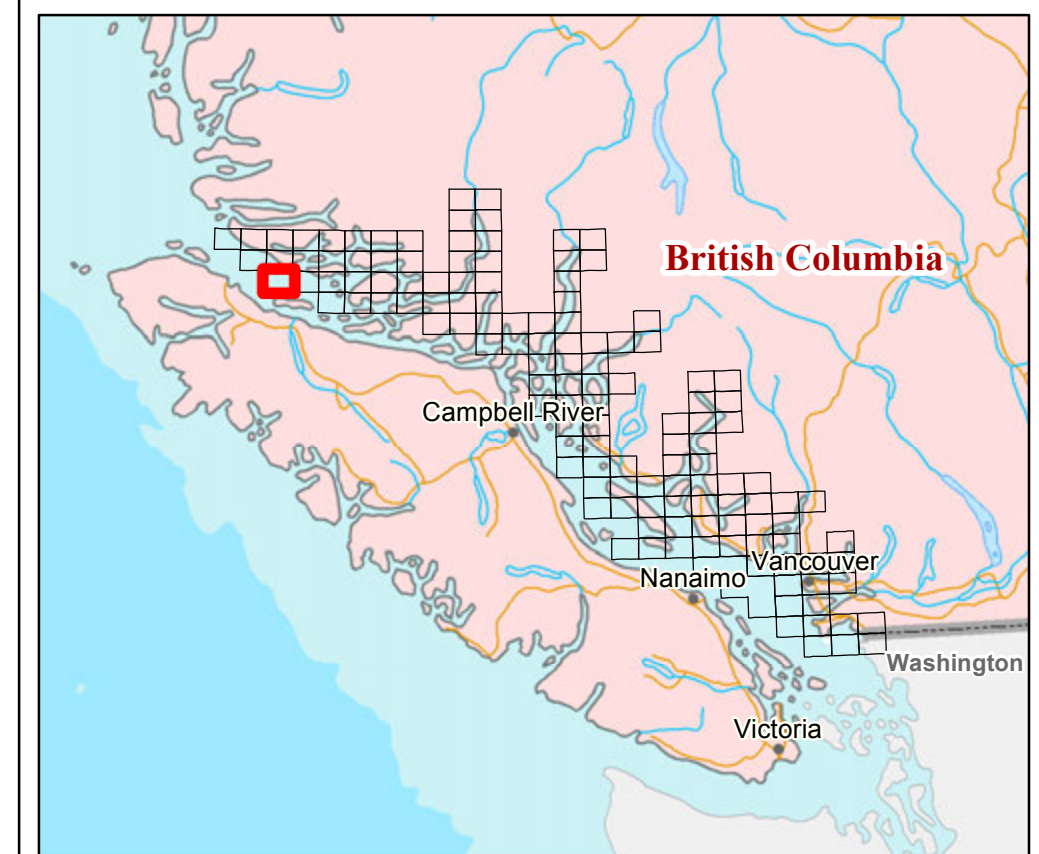 British Columbia
Campbell River
Vancouver
Nanaimo
Washington
Victoria